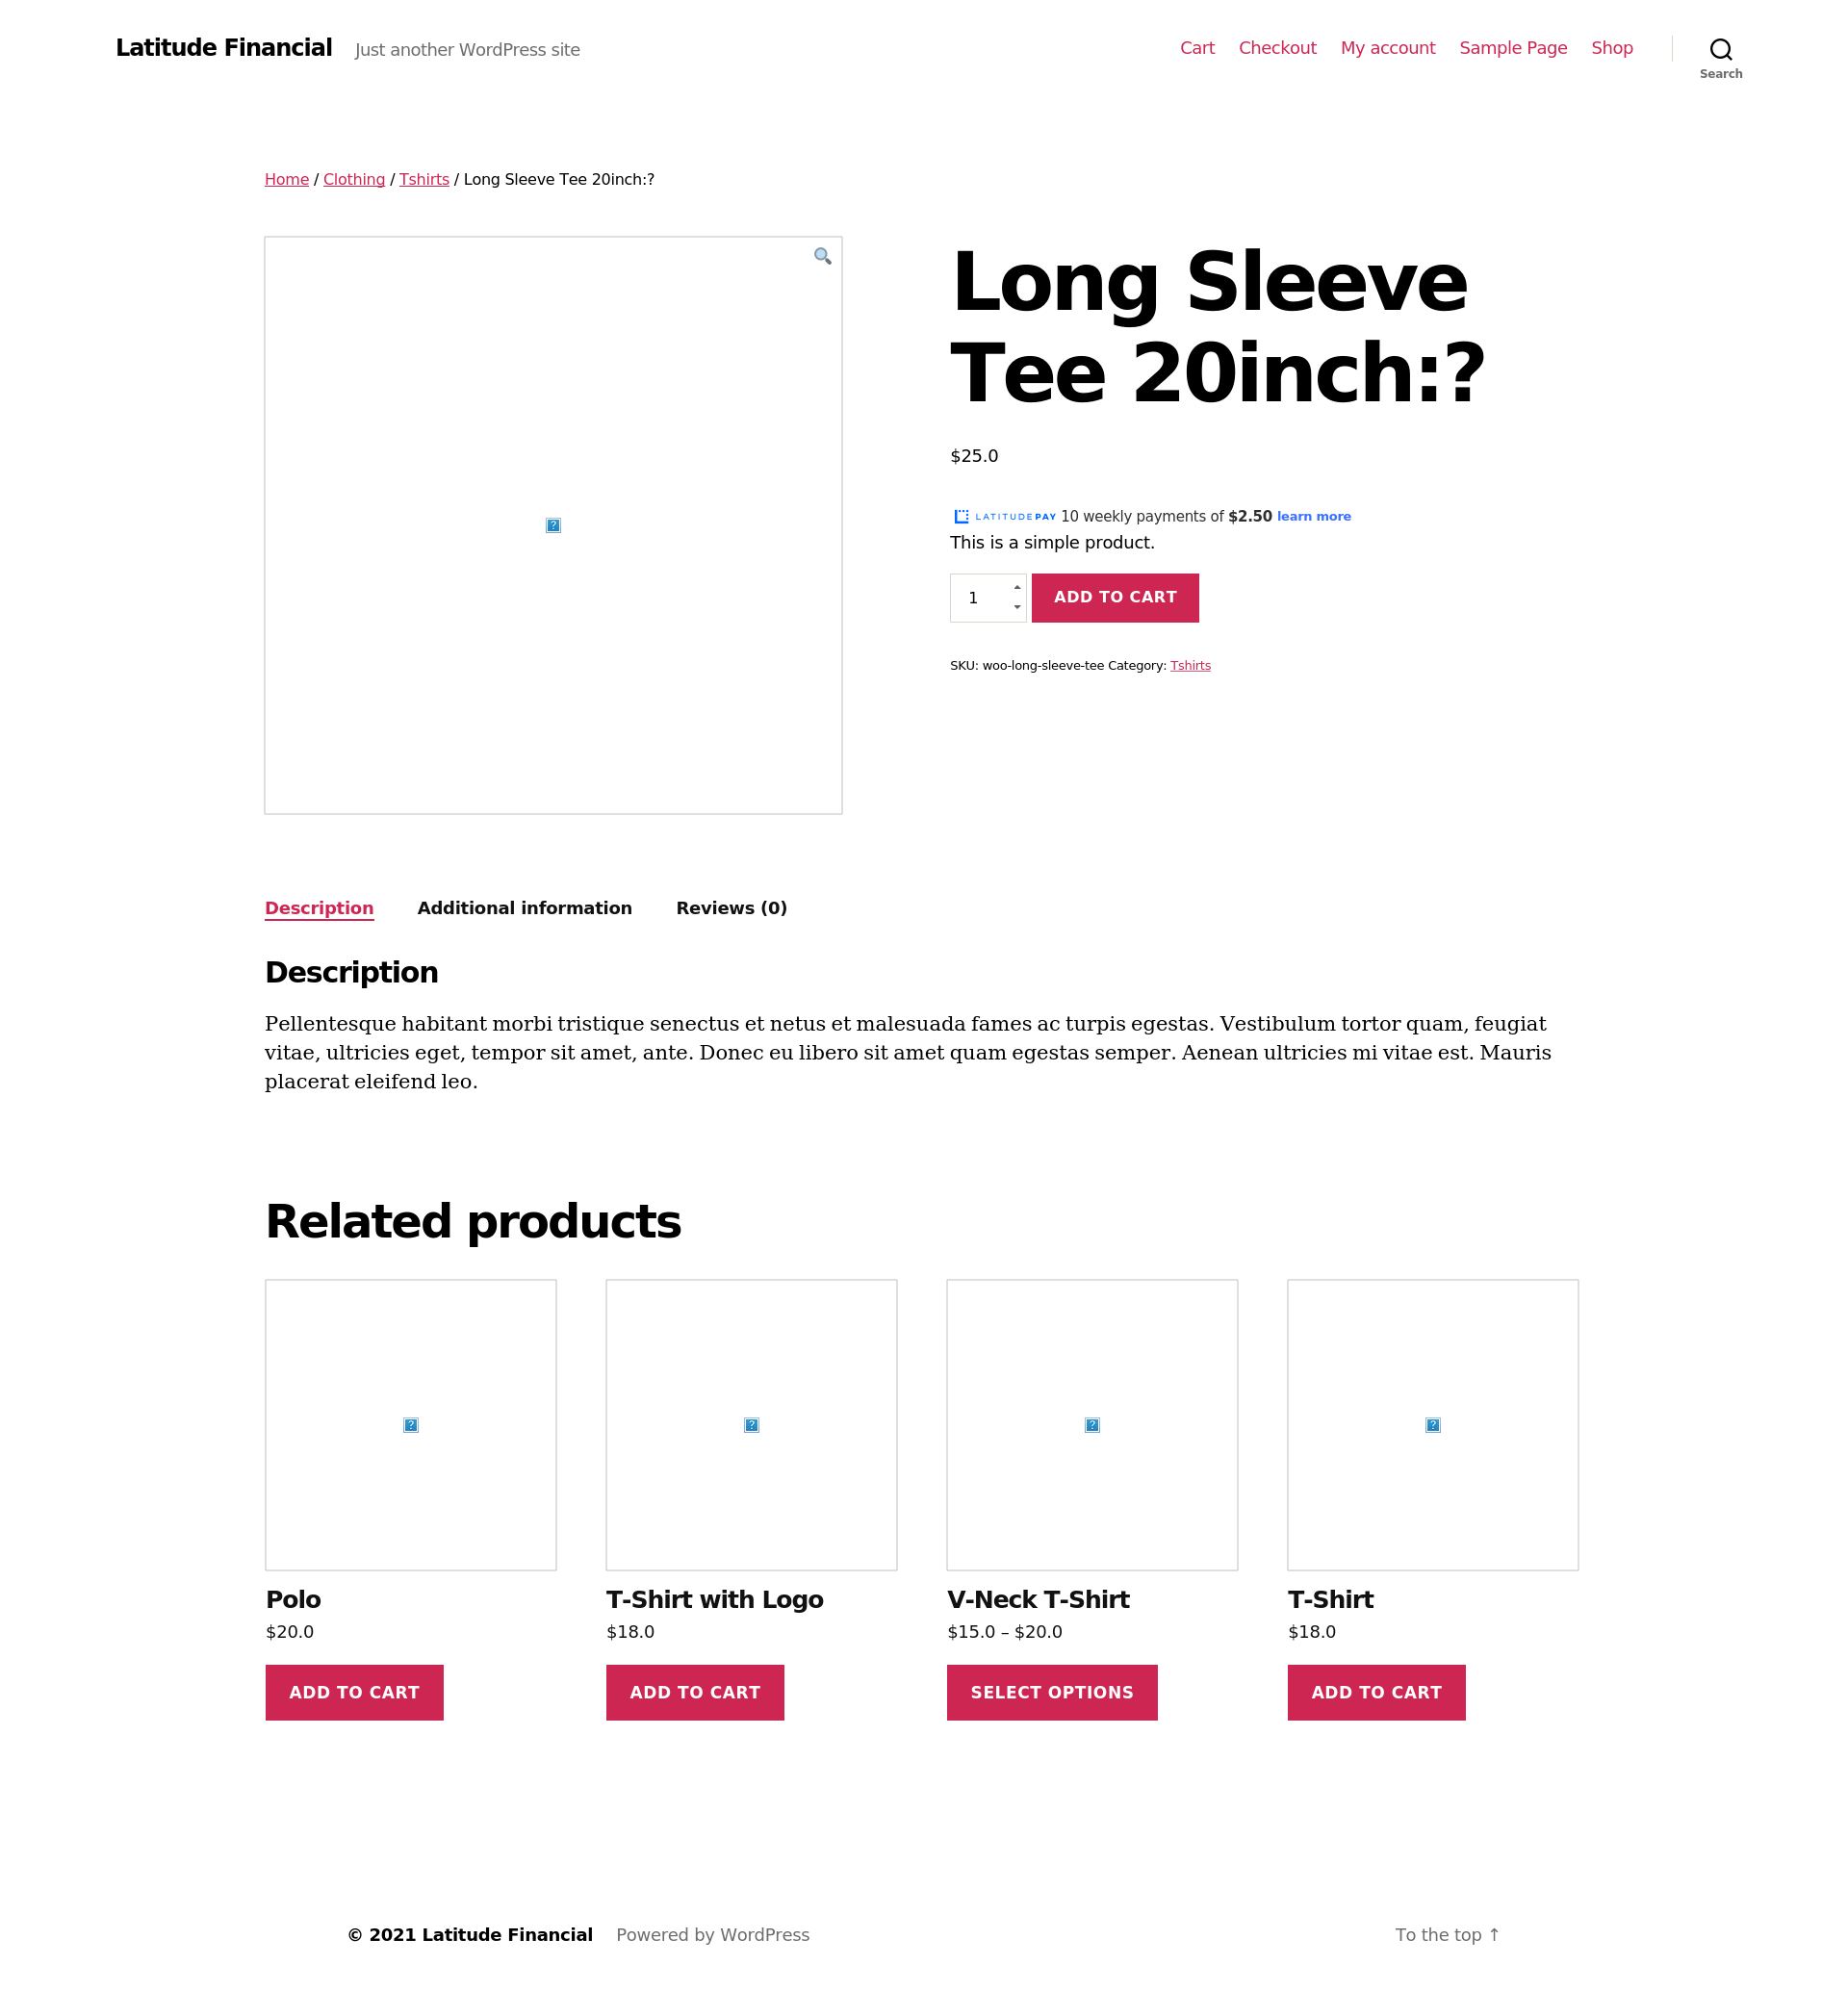 Latitude Financial Just another WordPress site Cart Checkout My account Sample Page Shop
Search
Home / Clothing / Tshirts / Long Sleeve Tee 20inch:?
Long Sleeve
Tee 20inch:?
$25.0
LATITUDEPAY 10 weekly payments of $2.50 learn more
This is a simple product.
1 ADD TO CART
SKU: woo-long-sleeve-tee Category: Tshirts
Description Additional information Reviews (0)
Description
Pellentesque habitant morbi tristique senectus et netus et malesuada fames ac turpis egestas. Vestibulum tortor quam, feugiat
vitae, ultricies eget, tempor sit amet, ante. Donec eu libero sit amet quam egestas semper. Aenean ultricies mi vitae est. Mauris
placerat eleifend leo.
Related products
Polo T-Shirt with Logo V-Neck T-Shirt T-Shirt
$20.0 $18.0 $15.0 – $20.0 $18.0
ADD TO CART ADD TO CART SELECT OPTIONS ADD TO CART
© 2021 Latitude Financial Powered by WordPress To the top ↑